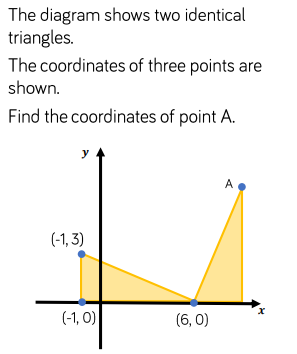 The diagram shows two identical
triangles.
The coordinates of three points are
shown.
Find the coordinates of point A.
y
A
(-1, 3)
(-1, 0)
(6, 0)
x